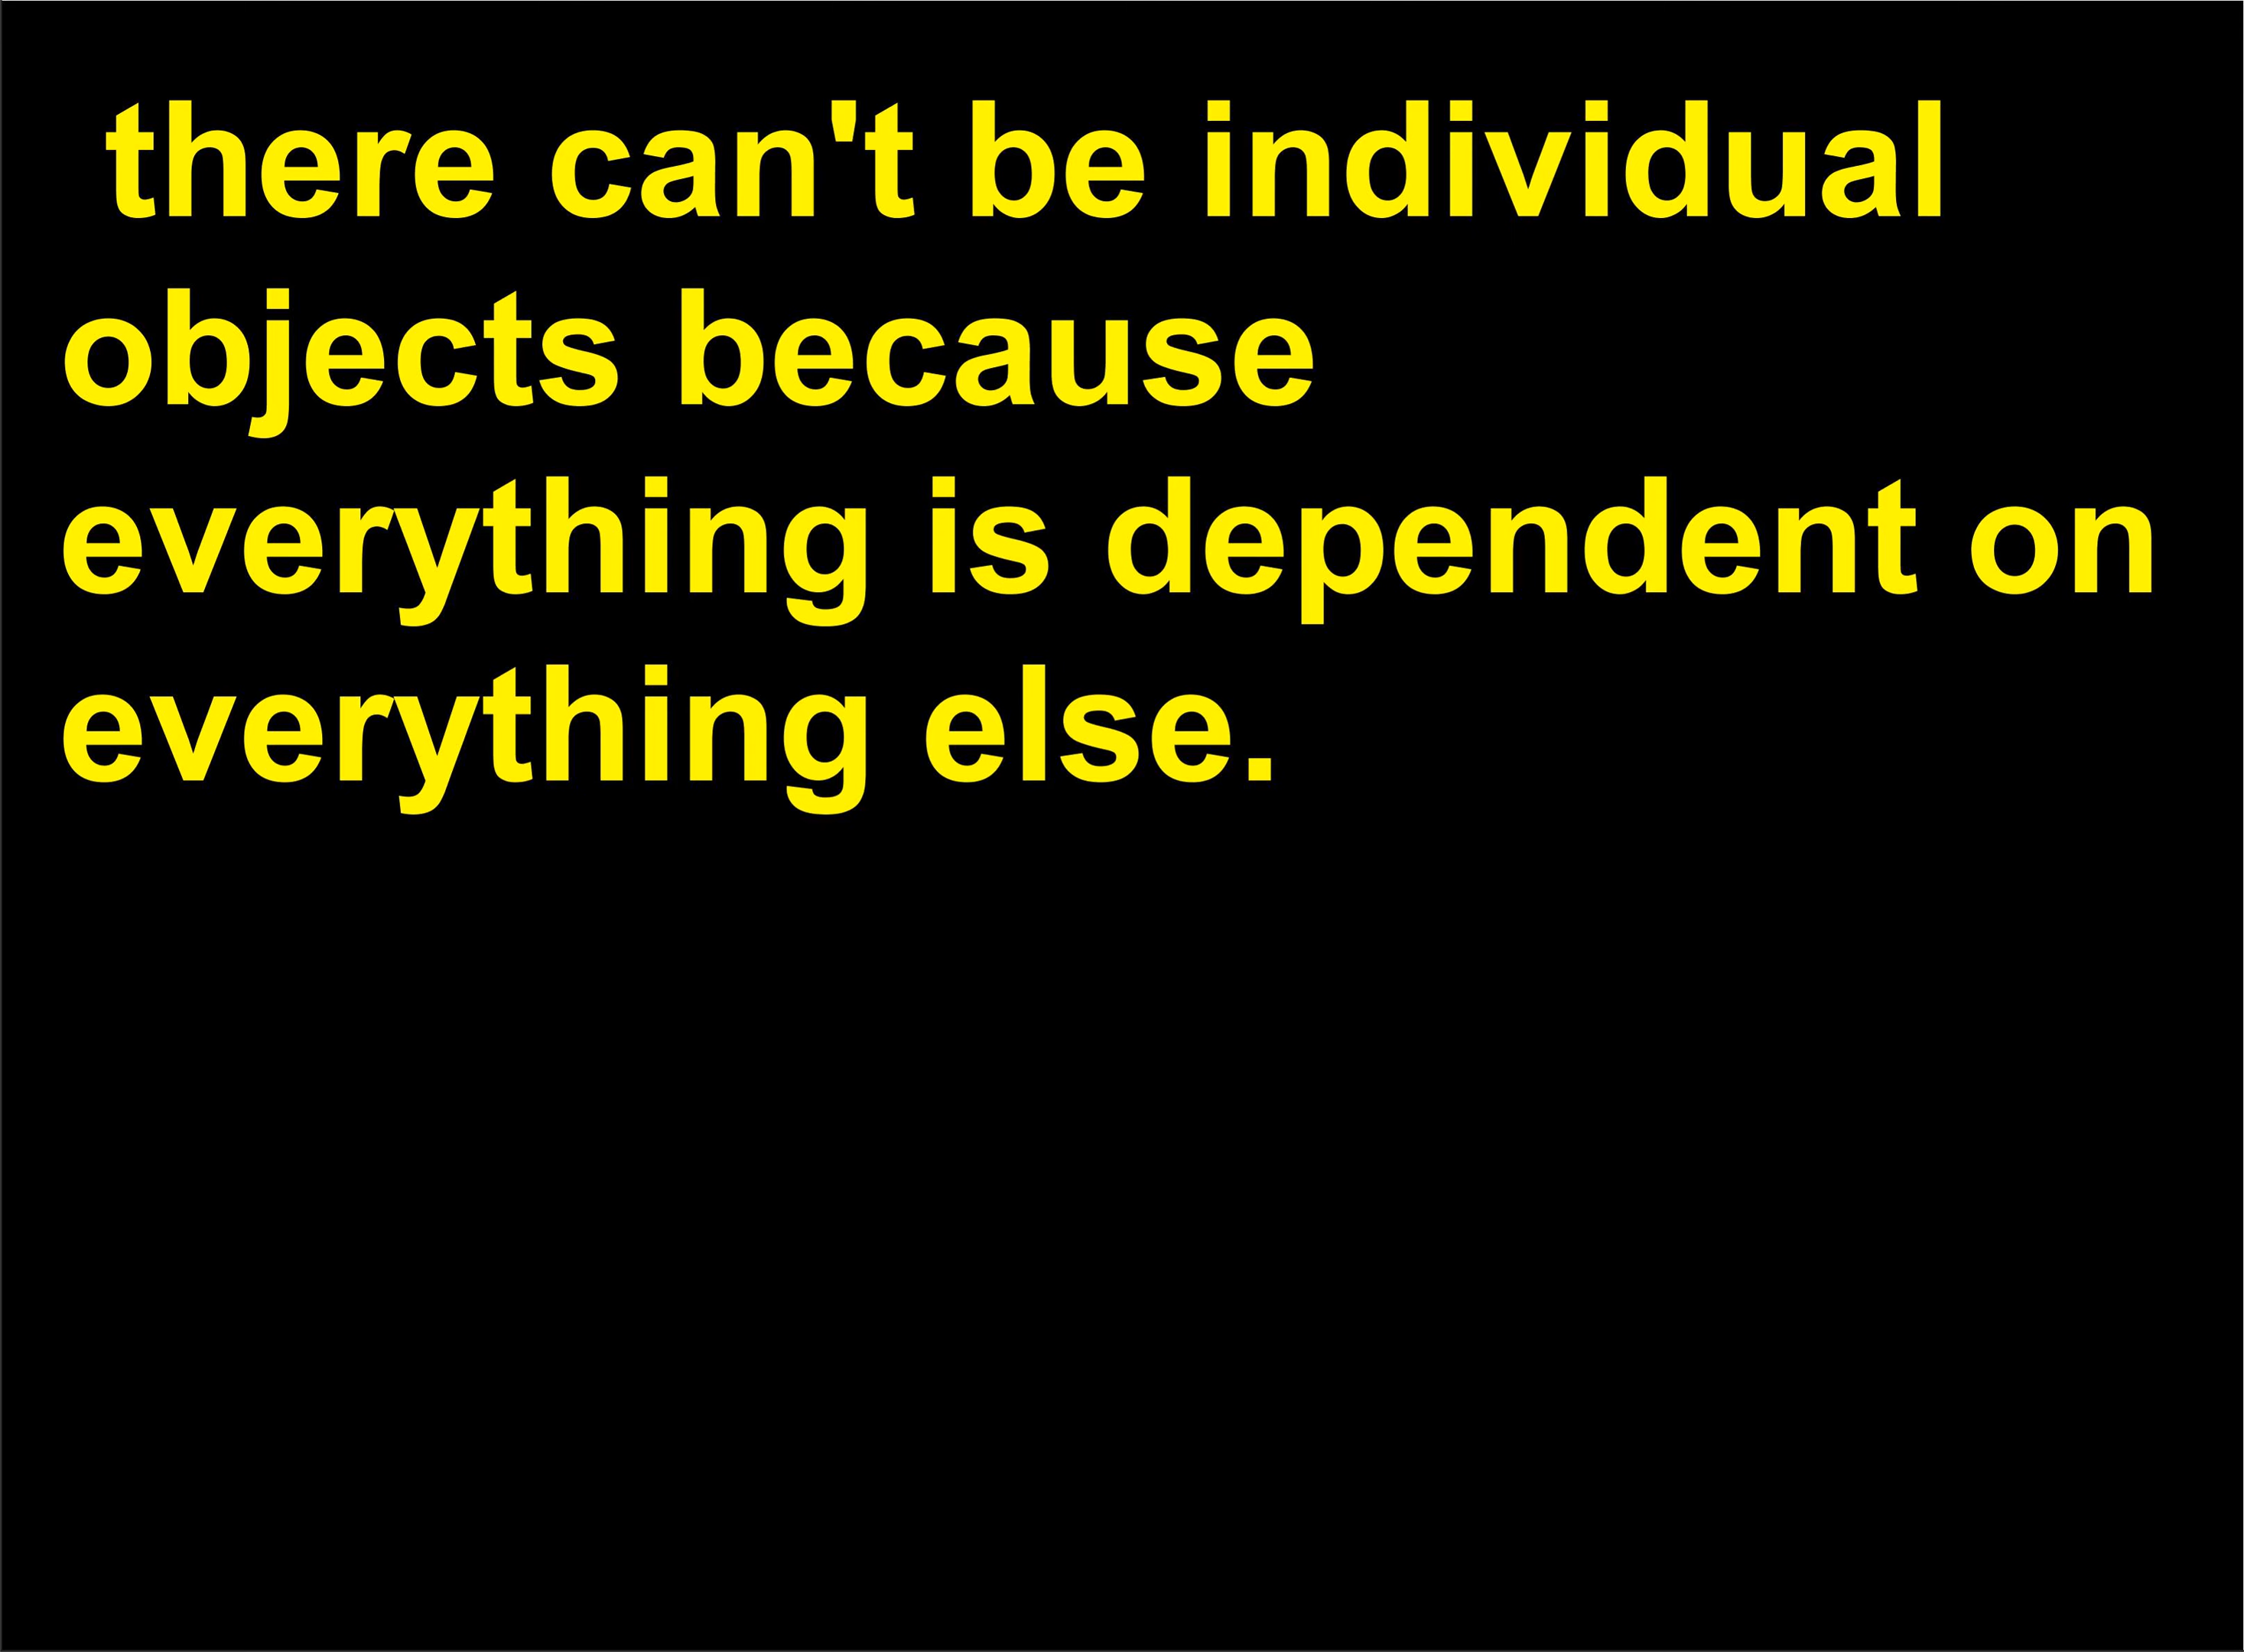 there can't be individual
objects because
everything is dependent on
everything else.